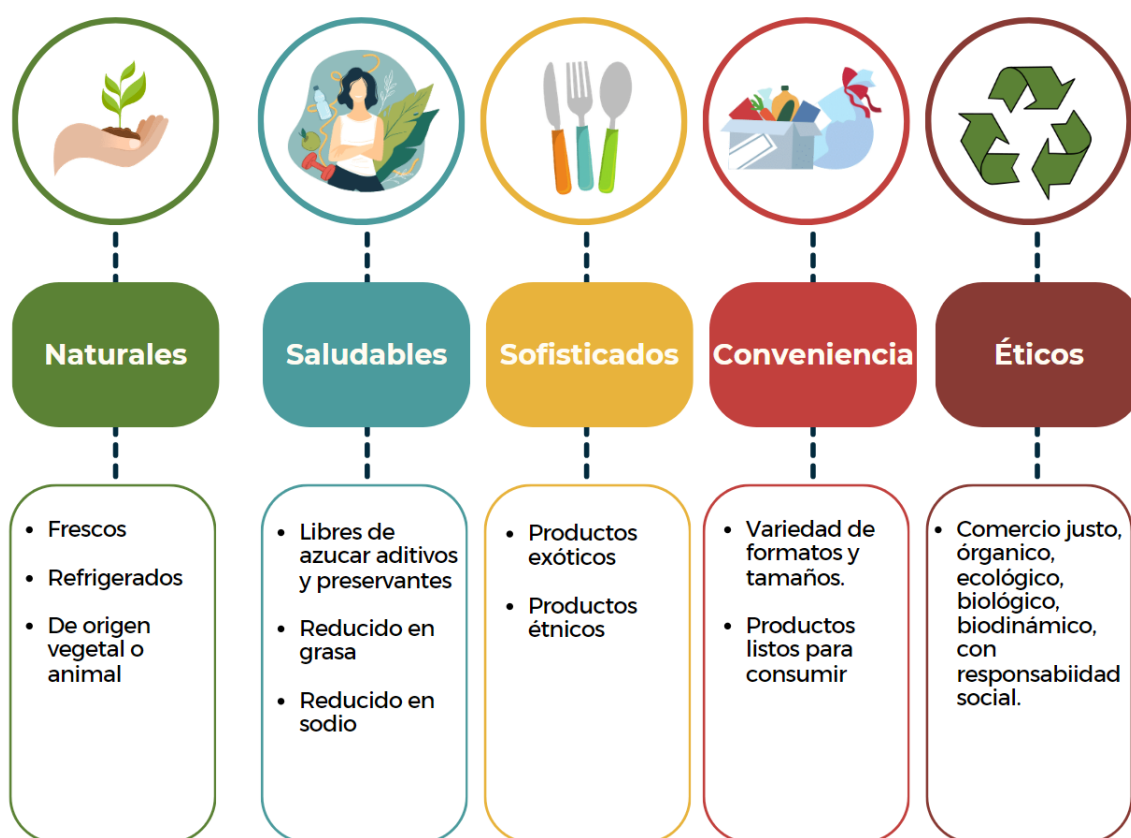 Naturales
Saludables
Sofisticados
Conveniencia
Éticos
• Frescos
• Refrigerados
• De origen
vegetal o
animal
• Libres de
azucar aditivos
y preservantes
• Reducido en
grasa
• Reducido en
sodio
• Productos
exóticos
• Productos
étnicos
• Variedad de
formatos y
tamaños.
• Productos
listos para
consumir
• Comercio justo,
órganico,
ecológico,
biológico,
biodinámico,
con
responsabiidad
social.